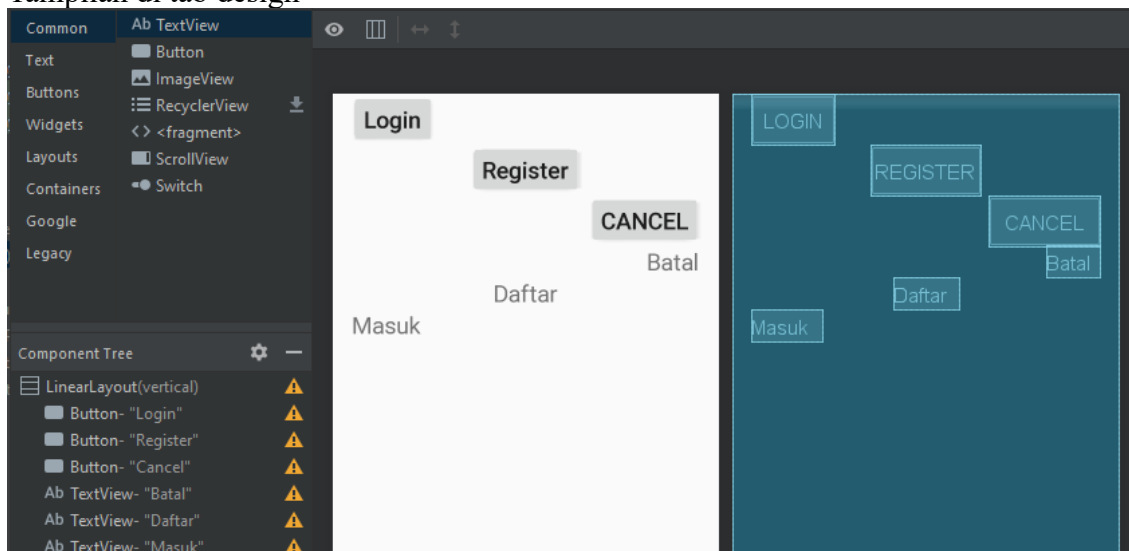 Tampilan di tab design
Common
Text
Buttons
Widgets
Layouts
Containers
Google
Legacy
Ab TextView
Button
ImageView
RecyclerView
<> <fragment>
ScrollView
Switch
Component Tree
LinearLayout(vertical)
Button- "Login"
Button- "Register"
Button- "Cancel"
Ab TextView- "Batal"
Ab TextView- "Daftar"
Ab TextView- "Masuk"
Login
Register
CANCEL
Batal
Daftar
Masuk
LOGIN
REGISTER
CANCEL
Batal
Daftar
Masuk